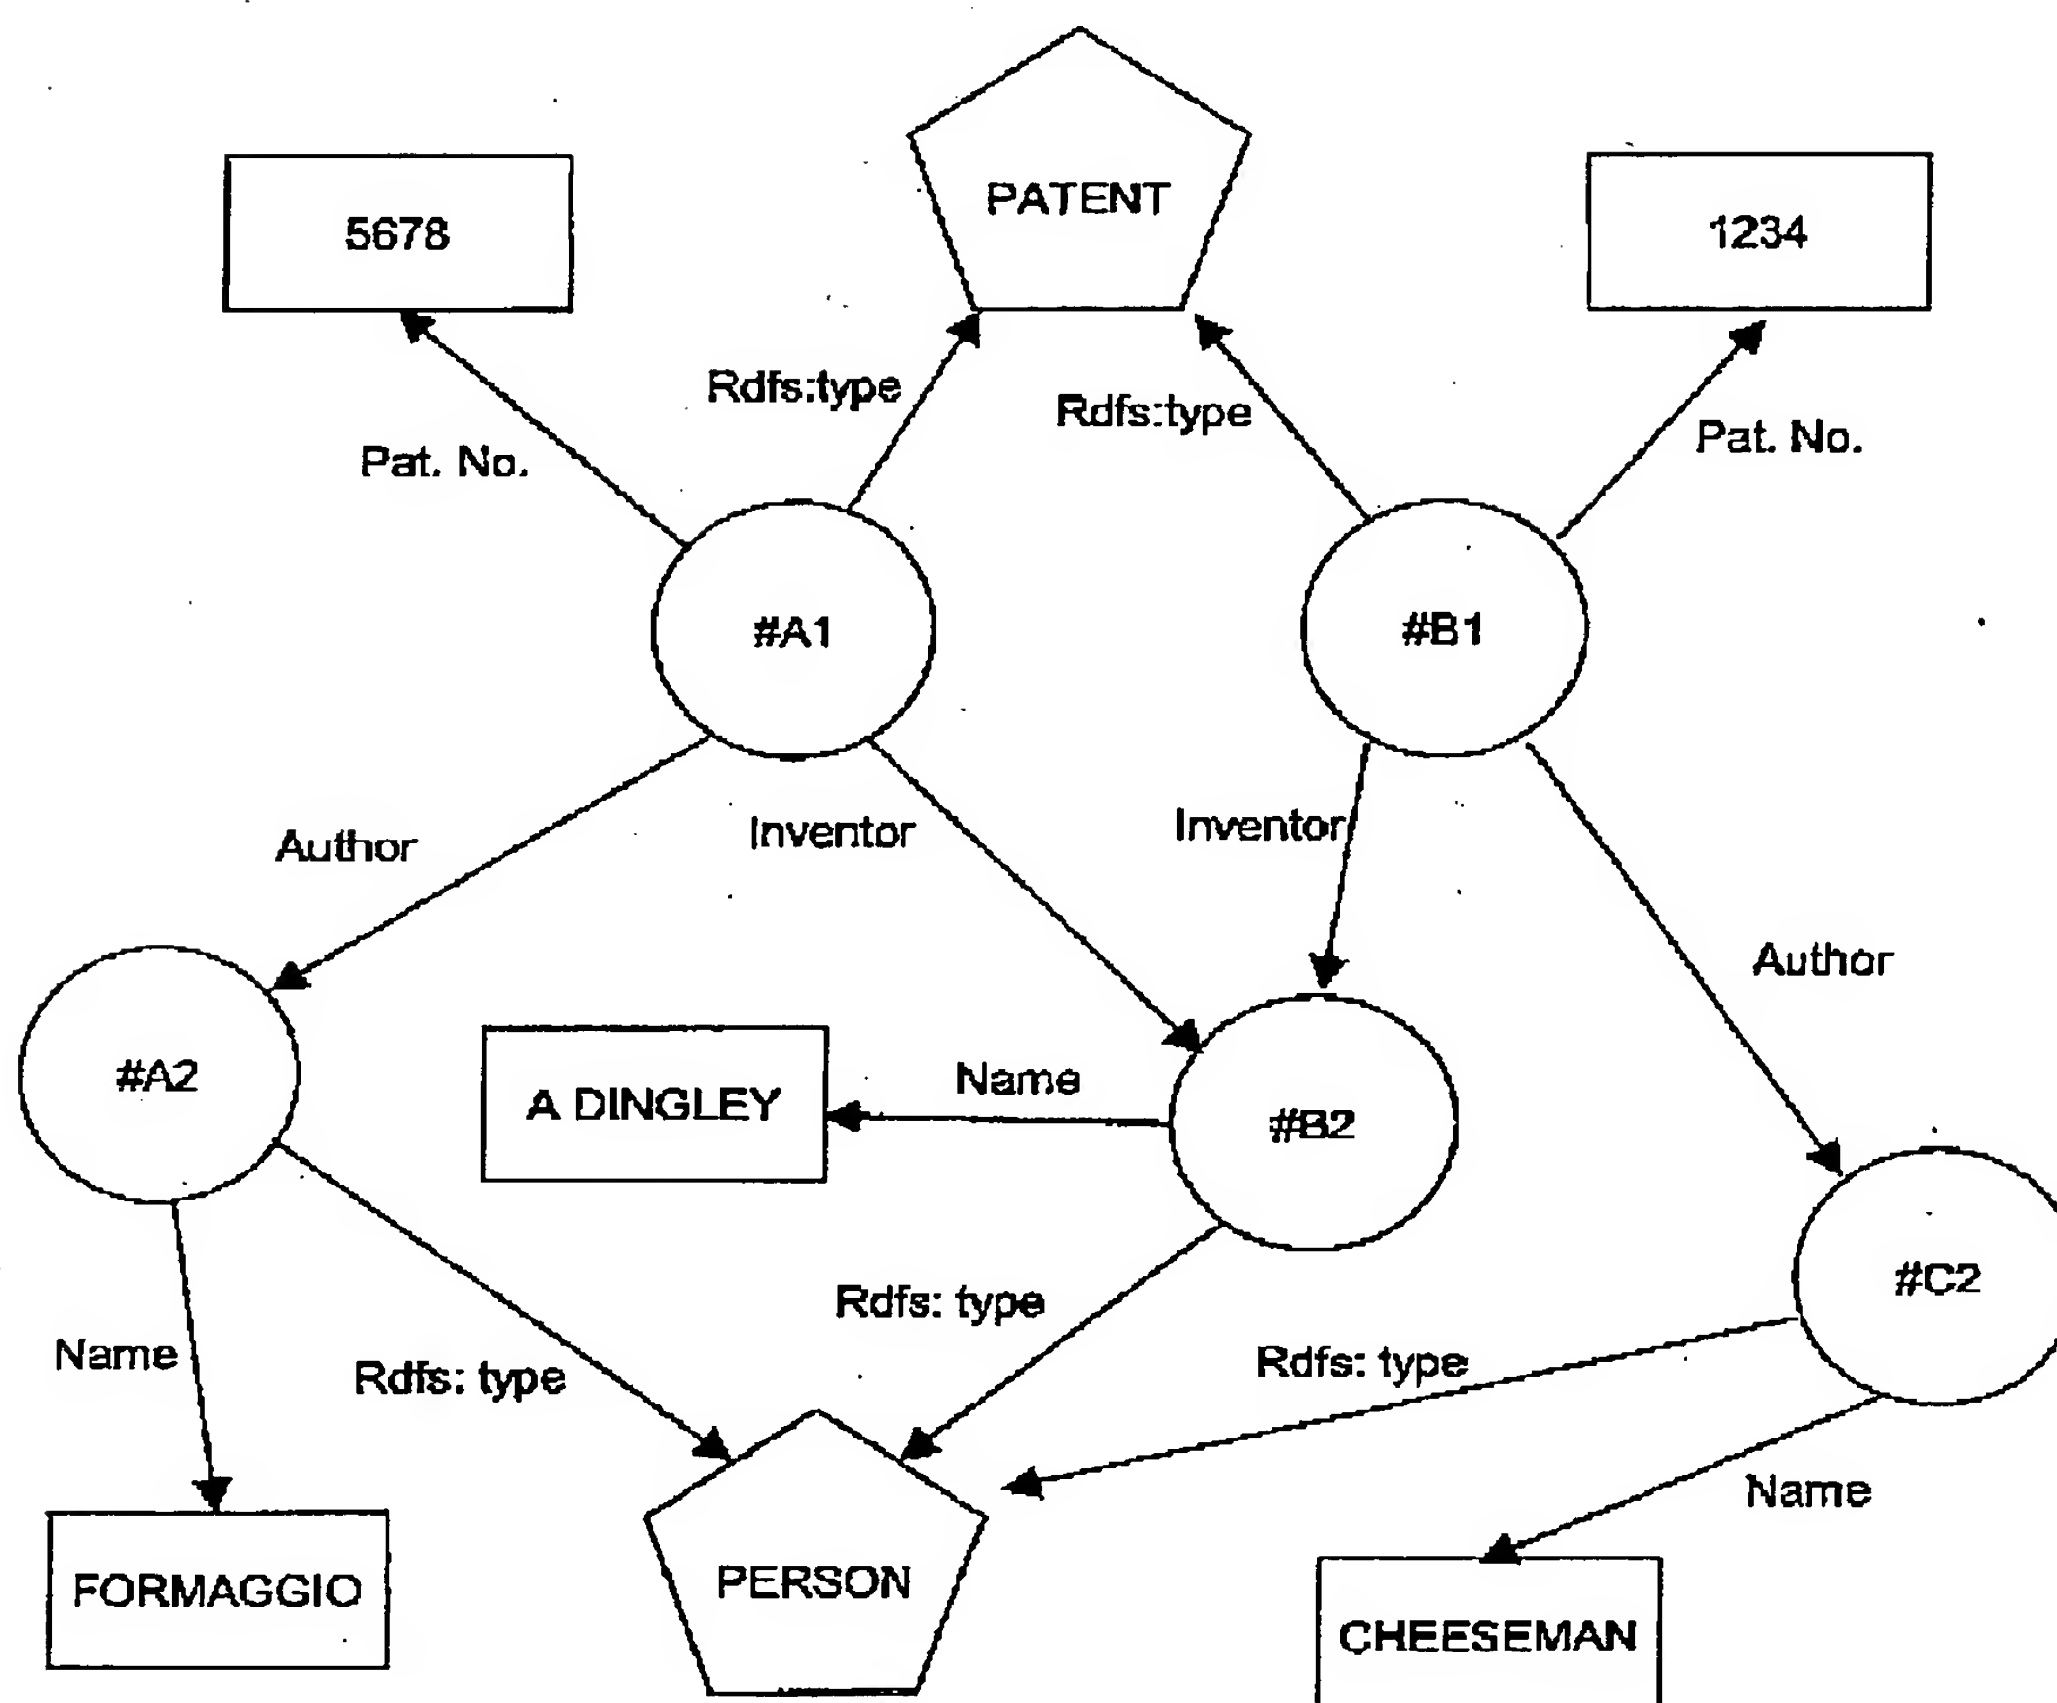 PATENT
5678
1234
Rdfs:type
Rdfs:type
Pat. No.
Pat. No.
#A1
#B1
Author
Inventor
Inventor
Author
#A2
A DINGLEY
Name
#B2
#C2
Name
Rdfs: type
Rdfs: type
Rdfs: type
Name
FORMAGGIO
PERSON
CHEESEMAN